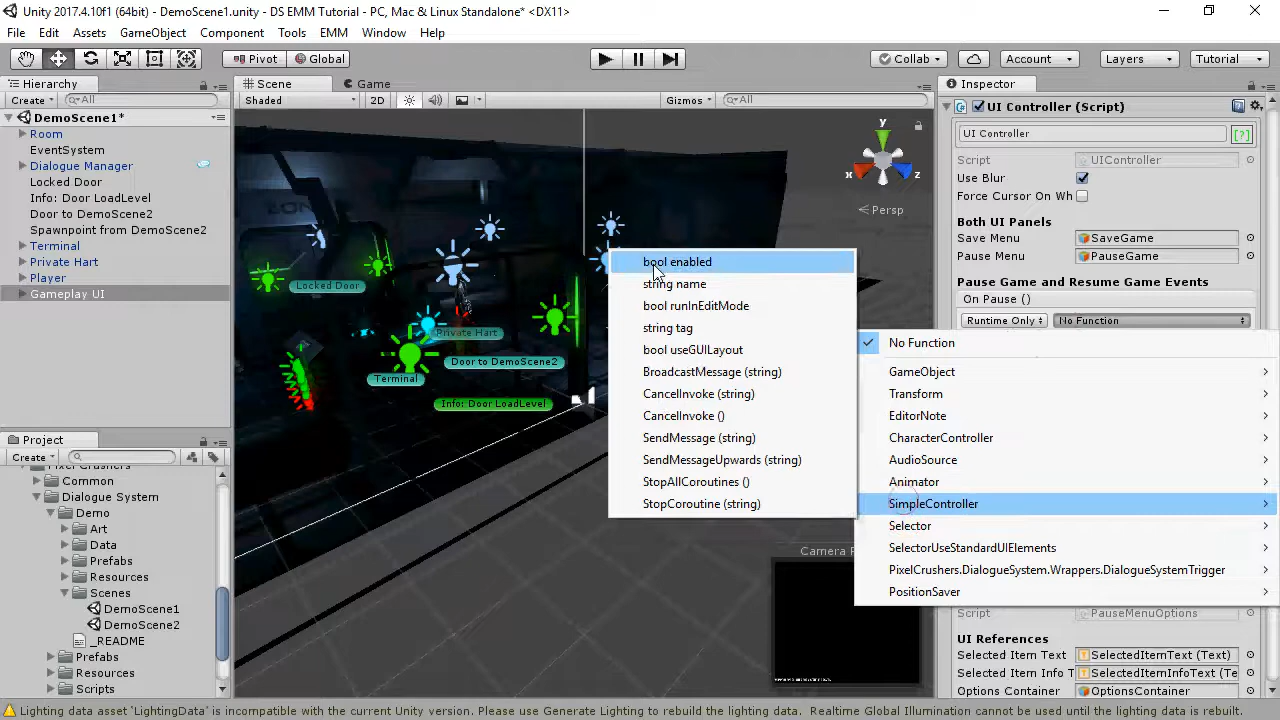 Unity 2017.4.10f1 (64bit) - DemoScene1.unity - DS EMM Tutorial - PC, Mac & Linux Standalone* <DX11>
File Edit Assets GameObject Component Tools EMM Window Help
Pivot Global Collab Account Layers Tutorial
Hierarchy
Create All
DemoScene1*
Room
EventSystem
Dialogue Manager
Locked Door
Info: Door LoadLevel
Door to DemoScene2
Spawnpoint from DemoScene2
Terminal
Private Hart
Player
Gameplay UI
Scene Game
Shaded 2D Gizmos All
y
x
z
Persp
Locked Door
Private Hart
Door to DemoScene2
Terminal
Info: Door LoadLevel
bool enabled
string name
bool runInEditMode
string tag
bool useGUILayout
BroadcastMessage (string)
CancelInvoke (string)
CancelInvoke ()
SendMessage (string)
SendMessageUpwards (string)
StopAllCoroutines ()
StopCoroutine (string)
Inspector
UI Controller (Script)
UI Controller [?]
Script UIController
Use Blur
Force Cursor On Wh
Both UI Panels
Save Menu SaveGame
Pause Menu PauseGame
Pause Game and Resume Game Events
On Pause ()
Runtime Only No Function
No Function
GameObject
Transform
EditorNote
CharacterController
AudioSource
Animator
SimpleController
Selector
SelectorUseStandardUIElements
PixelCrushers.DialogueSystem.Wrappers.DialogueSystemTrigger
PositionSaver
Script PauseMenuOptions
UI References
Selected Item Text SelectedItemText (Text)
Selected Item Info T SelectedItemInfoText (Te
Options Container OptionsContainer
Project
Create
Pixel Crushers
Common
Dialogue System
Demo
Art
Data
Prefabs
Resources
Scenes
DemoScene1
DemoScene2
_README
Prefabs
Resources
Scripts
Camera P
Lighting data asset 'LightingData' is incompatible with the current Unity version. Please use Generate Lighting to rebuild the lighting data. Realtime Global Illumination cannot be used until the lighting data is rebuilt.